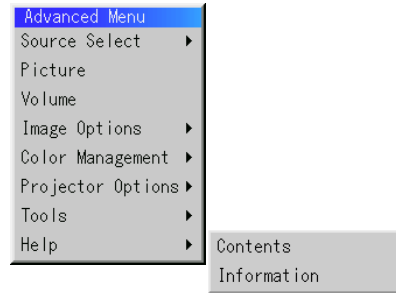 Advanced Menu
Source Select
Picture
Volume
Image Options
Color Management
Projector Options
Tools
Help
Contents
Information